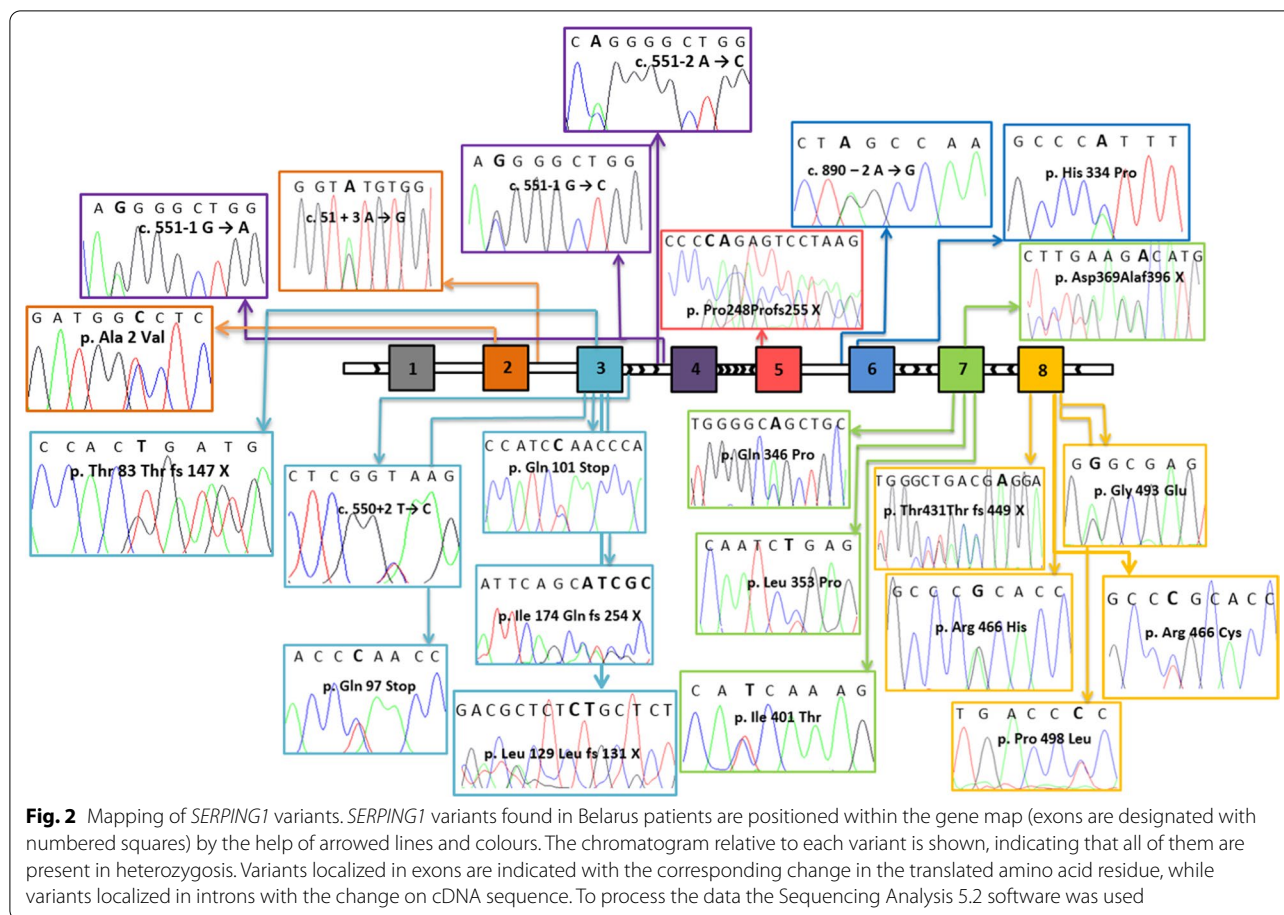 C A G G G G C T G G
c. 551-2 A → C
A G G G G C T G G
c. 551-1 G → C
C T A G C C A A
c. 890 – 2 A → G
G C C C A T T T
p. His 334 Pro
G G T A T G T G G
c. 51 + 3 A → G
A G G G G C T G G
c. 551-1 G → A
C C C C A G A G T C C T A A G
p. Pro248Profs255 X
C T T G A A G A C A T G
p. Asp369Alaf396 X
G A T G G C C T C
p. Ala 2 Val
1 2 3 4 5 6 7 8
C C A C T G A T G
p. Thr 83 Thr fs 147 X
C T C G G T A A G
c. 550+2 T → C
C C A T C C A A C C C A
p. Gln 101 Stop
T G G G G C A G C T G C
p. Gln 346 Pro
G G G C G A G
p. Gly 493 Glu
T G G G C T G A C G A G G A
p. Thr431Thr fs 449 X
C A A T C T G A G
p. Leu 353 Pro
A T T C A G C A T C G C
p. Ile 174 Gln fs 254 X
G C C C G C A C C
p. Arg 466 His
G C C C G C A C C
p. Arg 466 Cys
A C C C A A C C
p. Gln 97 Stop
C A T C A A A G
p. Ile 401 Thr
G A C G C T C T C T G C T C T
p. Leu 129 Leu fs 131 X
T G A C C C C
p. Pro 498 Leu
Fig. 2 Mapping of SERPING1 variants. SERPING1 variants found in Belarus patients are positioned within the gene map (exons are designated with
numbered squares) by the help of arrowed lines and colours. The chromatogram relative to each variant is shown, indicating that all of them are
present in heterozygosis. Variants localized in exons are indicated with the corresponding change in the translated amino acid residue, while
variants localized in introns with the change on cDNA sequence. To process the data the Sequencing Analysis 5.2 software was used